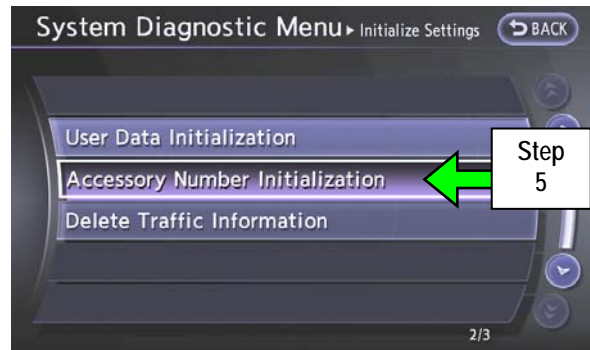 System Diagnostic Menu ▸ Initialize Settings BACK
User Data Initialization
Step
Accessory Number Initialization
5
Delete Traffic Information
2/3